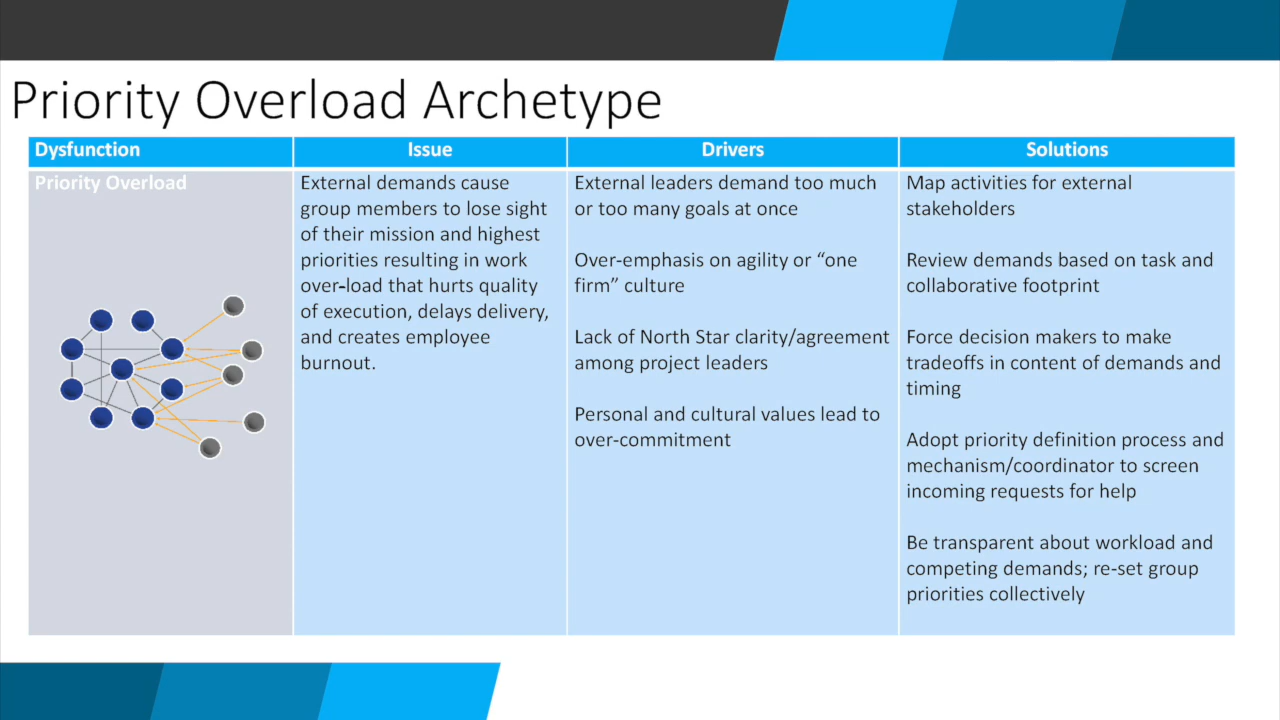 Priority Overload Archetype
Dysfunction
Issue
Drivers
Solutions
Priority Overload
External demands cause
group members to lose sight
of their mission and highest
priorities resulting in work
over-load that hurts quality
of execution, delays delivery,
and creates employee
burnout.
External leaders demand too much
or too many goals at once
Over-emphasis on agility or “one
firm” culture
Lack of North Star clarity/agreement
among project leaders
Personal and cultural values lead to
over-commitment
Map activities for external
stakeholders
Review demands based on task and
collaborative footprint
Force decision makers to make
tradeoffs in content of demands and
timing
Adopt priority definition process and
mechanism/coordinator to screen
incoming requests for help
Be transparent about workload and
competing demands; re-set group
priorities collectively